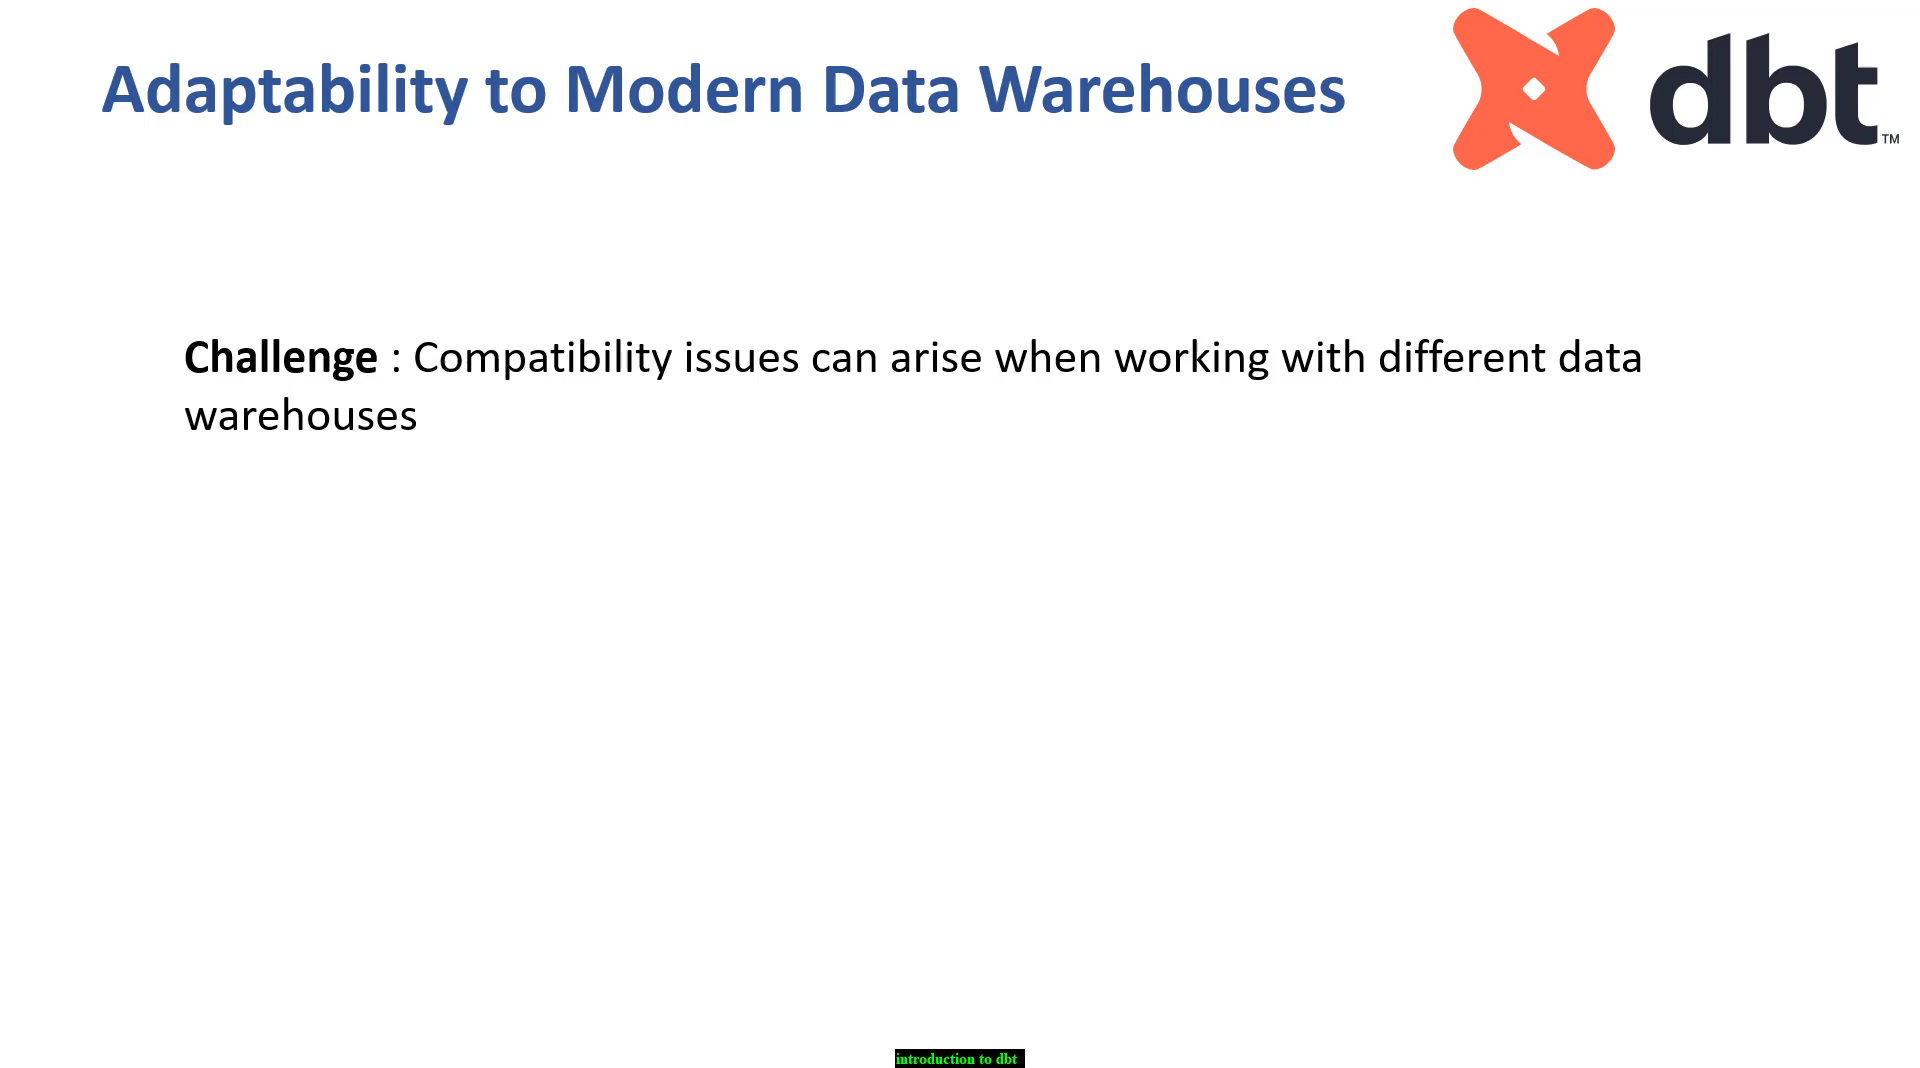 Adaptability to Modern Data Warehouses
dbt™
Challenge : Compatibility issues can arise when working with different data
warehouses
introduction to dbt